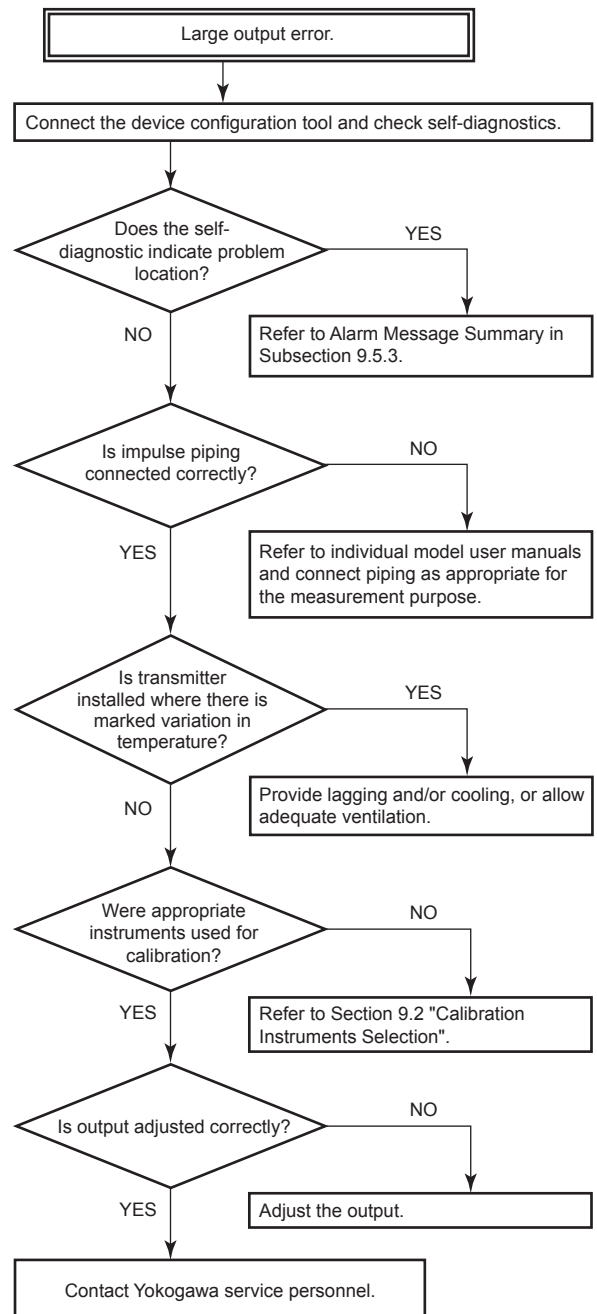 Large output error.
Connect the device configuration tool and check self-diagnostics.
Does the self-
diagnostic indicate problem
location?
YES
NO
Refer to Alarm Message Summary in
Subsection 9.5.3.
Is impulse piping
connected correctly?
NO
YES
Refer to individual model user manuals
and connect piping as appropriate for
the measurement purpose.
Is transmitter
installed where there is
marked variation in
temperature?
YES
NO
Provide lagging and/or cooling, or allow
adequate ventilation.
Were appropriate
instruments used for
calibration?
NO
YES
Refer to Section 9.2 "Calibration
Instruments Selection".
Is output adjusted correctly?
NO
YES
Adjust the output.
Contact Yokogawa service personnel.